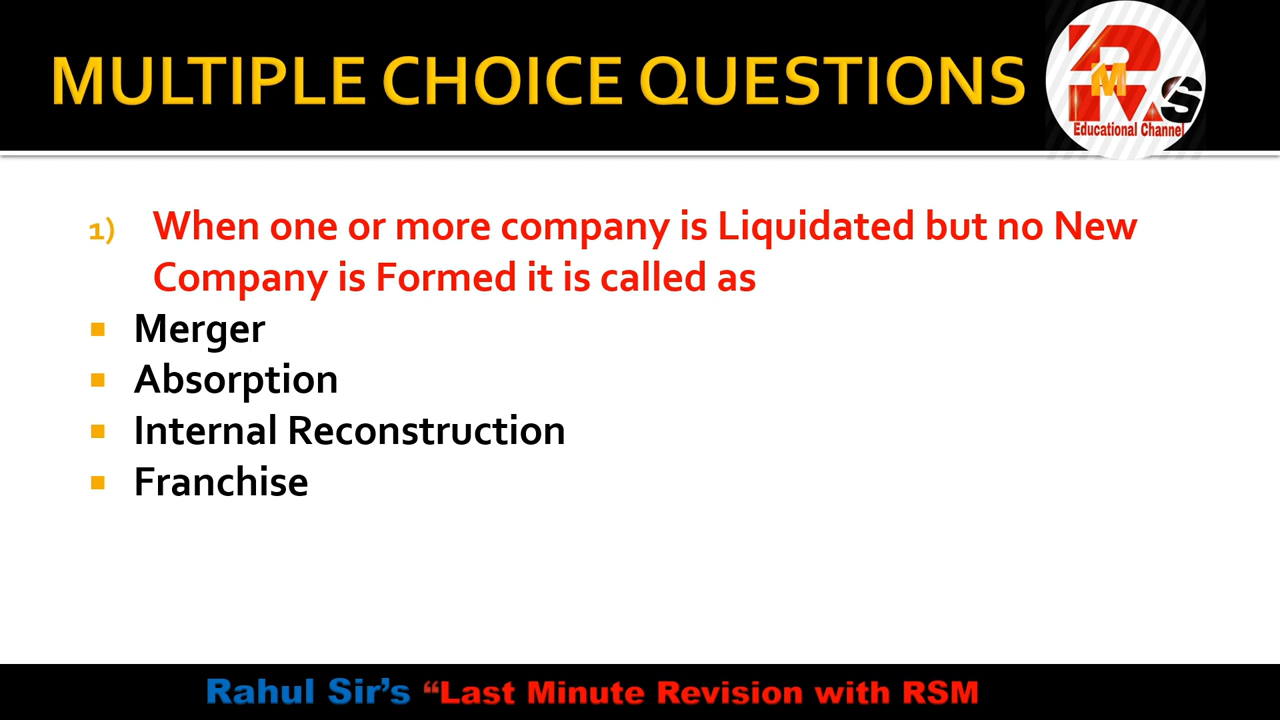 MULTIPLE CHOICE QUESTIONS
RMS
Educational Channel
1) When one or more company is Liquidated but no New
Company is Formed it is called as
Merger
Absorption
Internal Reconstruction
Franchise
Rahul Sir's “Last Minute Revision with RSM